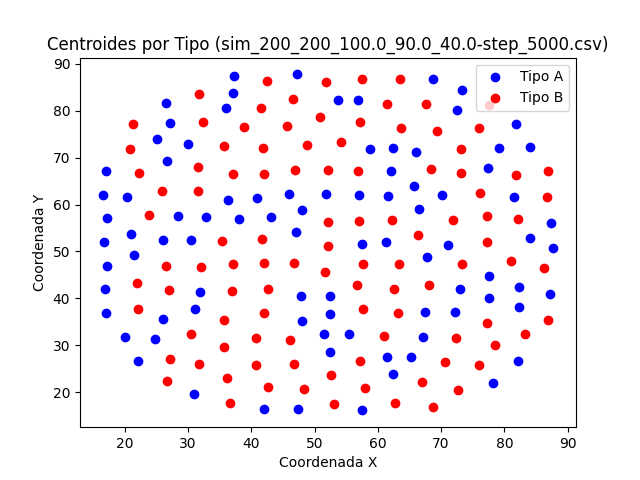 Centroides por Tipo (sim_200_200_100.0_90.0_40.0-step_5000.csv)
Tipo A
Tipo B
Coordenada Y
90
80
70
60
50
40
30
20
20 30 40 50 60 70 80 90
Coordenada X